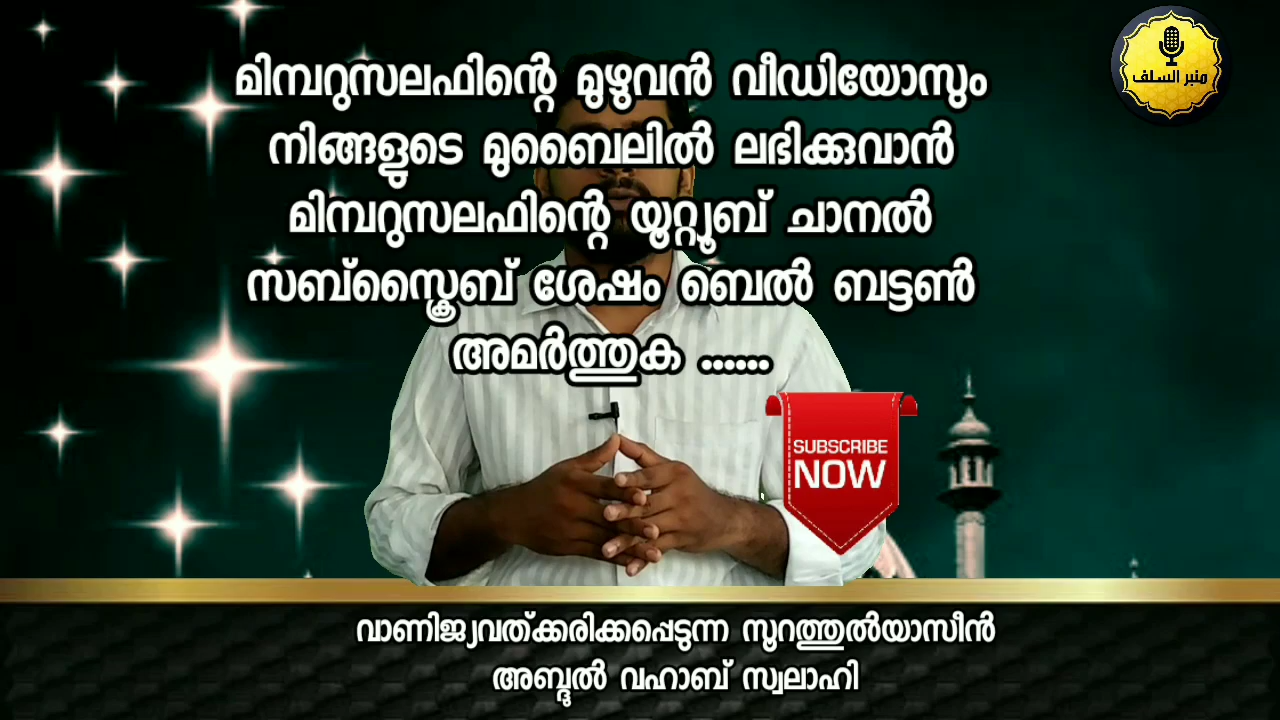 മിമ്പറുസലഫിന്റെ മുഴുവൻ വീഡിയോസും
നിങ്ങളുടെ മുബൈലിൽ ലഭിക്കുവാൻ
മിമ്പറുസലഫിന്റെ യൂറ്റ്യൂബ് ചാനൽ
സബ്സ്ക്രൈബ് ശേഷം ബെൽ ബട്ടൺ
അമർത്തുക ......
منبر السلف
SUBSCRIBE
NOW
വാണിജ്യവത്ക്കരിക്കപ്പെടുന്ന സൂറത്തുൽയാസീൻ
അബ്ദുൽ വഹാബ് സ്വലാഹി